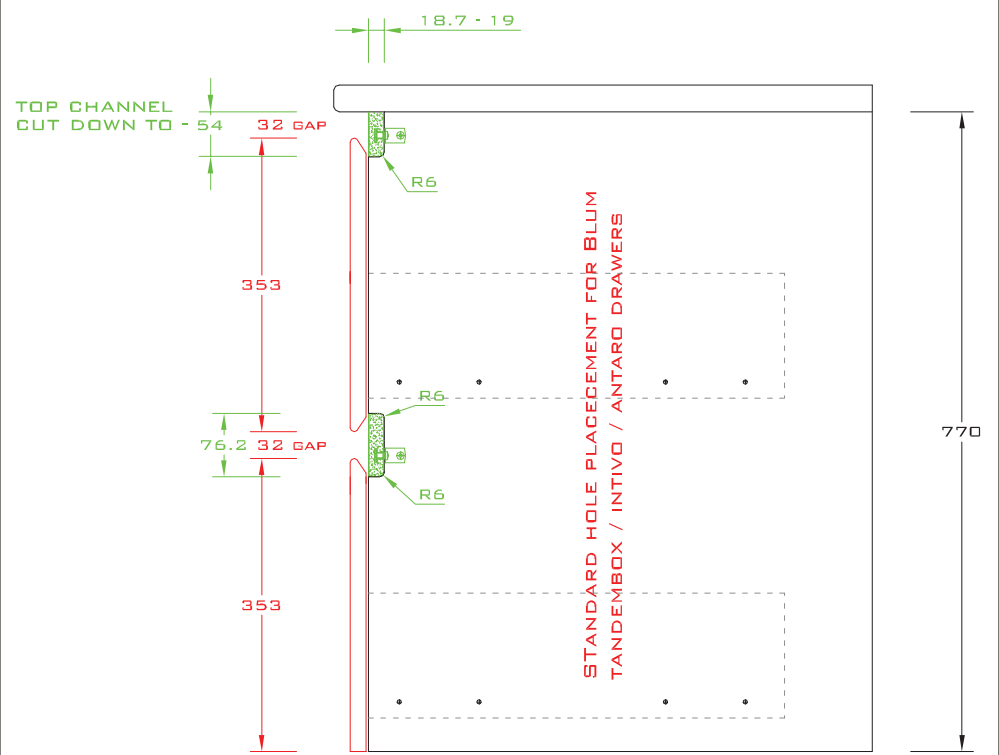 18.7 - 19
TOP CHANNEL
CUT DOWN TO - 54
32 GAP
R6
353
R6
76.2 32 GAP
R6
353
770
STANDARD HOLE PLACECEMENT FOR BLUM
TANDEMBOX / INTIVO / ANTARO DRAWERS